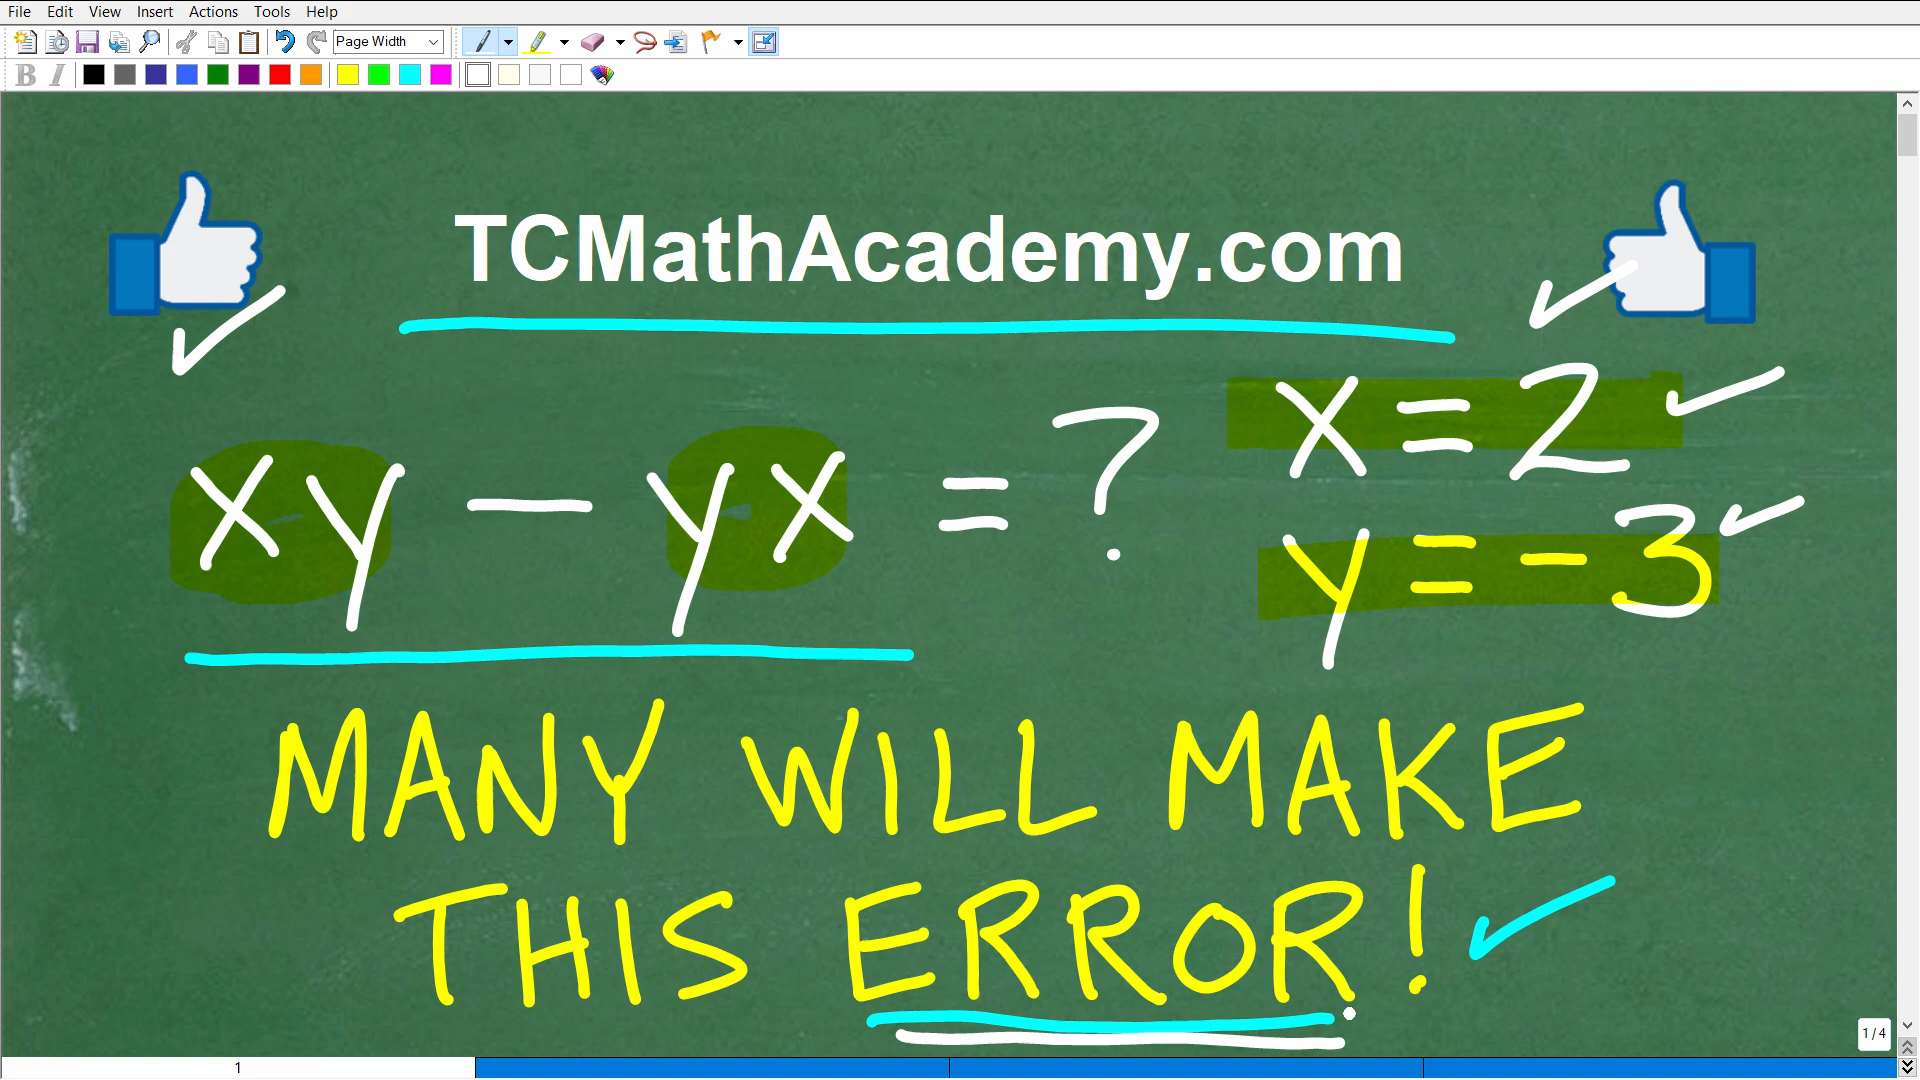 File Edit View Insert Actions Tools Help
Page Width
B I
TCMathAcademy.com
x = 2
xy - yx = ?
y = -3
MANY WILL MAKE
THIS ERROR!
1 / 4
1